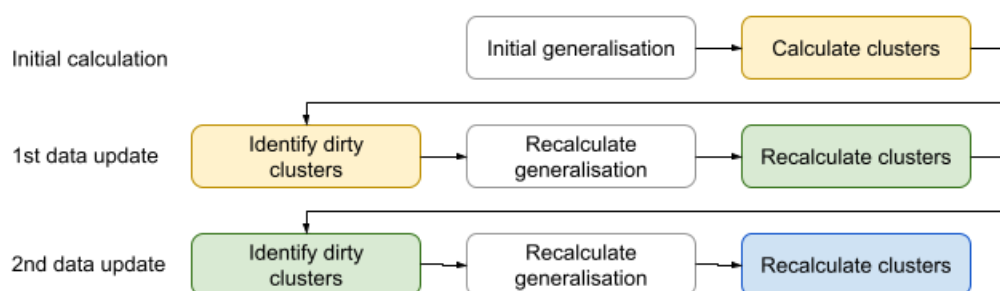 Initial calculation
Initial generalisation
Calculate clusters
1st data update
Identify dirty
clusters
Recalculate
generalisation
Recalculate clusters
2nd data update
Identify dirty
clusters
Recalculate
generalisation
Recalculate clusters